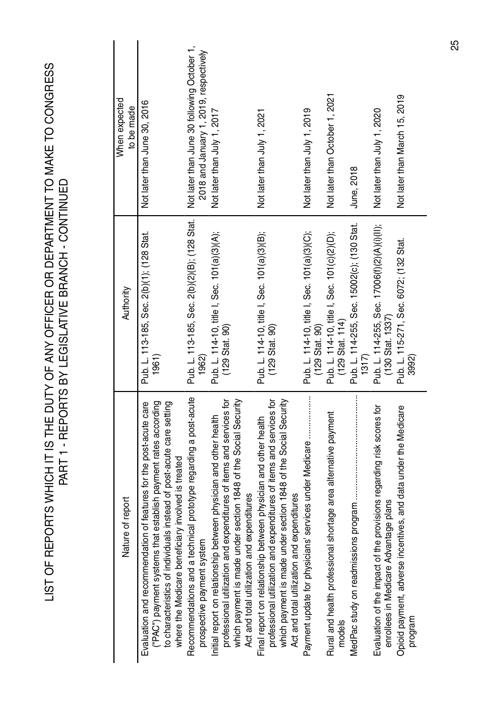 LIST OF REPORTS WHICH IT IS THE DUTY OF ANY OFFICER OR DEPARTMENT TO MAKE TO CONGRESS
PART 1 - REPORTS BY LEGISLATIVE BRANCH - CONTINUED
Nature of report
Authority
When expected
to be made
Evaluation and recommendation of features for the post-acute care
("PAC") payment systems that establish payment rates according
to characteristics of individuals instead of post-acute care setting
where the Medicare beneficiary involved is treated
Pub. L. 113-185, Sec. 2(b)(1); (128 Stat.
1961)
Not later than June 30, 2016
Recommendations and a technical prototype regarding a post-acute
prospective payment system
Pub. L. 113-185, Sec. 2(b)(2)(B); (128 Stat.
1962)
Not later than June 30 following October 1,
2018 and January 1, 2019, respectively
Initial report on relationship between physician and other health
professional utilization and expenditures of items and services for
which payment is made under section 1848 of the Social Security
Act and total utilization and expenditures
Pub. L. 114-10, title I, Sec. 101(a)(3)(A);
(129 Stat. 90)
Not later than July 1, 2017
Final report on relationship between physician and other health
professional utilization and expenditures of items and services for
which payment is made under section 1848 of the Social Security
Act and total utilization and expenditures
Pub. L. 114-10, title I, Sec. 101(a)(3)(B);
(129 Stat. 90)
Not later than July 1, 2021
Payment update for physicians' services under Medicare
Pub. L. 114-10, title I, Sec. 101(a)(3)(C);
(129 Stat. 90)
Not later than July 1, 2019
Rural and health professional shortage area alternative payment
models
Pub. L. 114-10, title I, Sec. 101(c)(2)(D);
(129 Stat. 114)
Not later than October 1, 2021
MedPac study on readmissions program
Pub. L. 114-255, Sec. 15002(c); (130 Stat.
1317)
June, 2018
Evaluation of the impact of the provisions regarding risk scores for
enrollees in Medicare Advantage plans
Pub. L. 114-255, Sec. 17006(f)(2)(A)(i)(II);
(130 Stat. 1337)
Not later than July 1, 2020
Opioid payment, adverse incentives, and data under the Medicare
program
Pub. L. 115-271, Sec. 6072; (132 Stat.
3992)
Not later than March 15, 2019
25